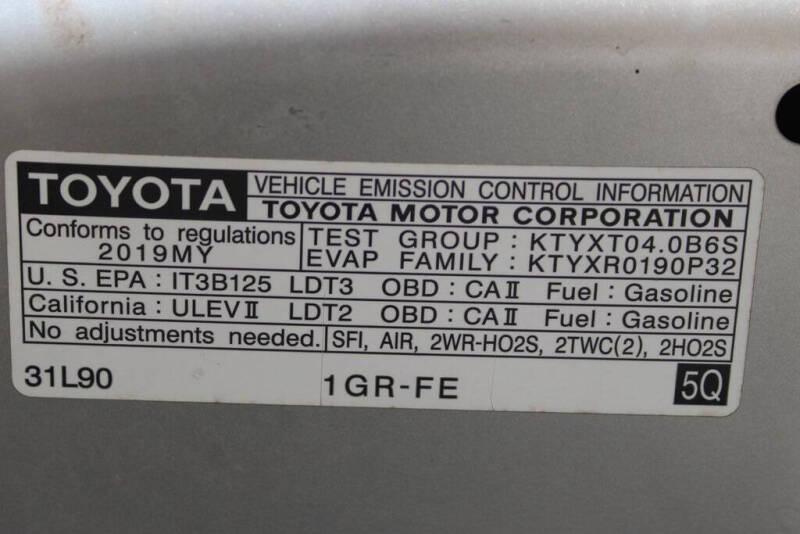 TOYOTA
VEHICLE EMISSION CONTROL INFORMATION
TOYOTA MOTOR CORPORATION
Conforms to regulations
2019MY
TEST GROUP : KTYXT04.0B6S
EVAP FAMILY : KTYXR0190P32
U. S. EPA : IT3B125 LDT3 OBD : CAⅡ Fuel : Gasoline
California : ULEVⅡ LDT2 OBD : CAⅡ Fuel : Gasoline
No adjustments needed. SFI, AIR, 2WR-HO2S, 2TWC(2), 2HO2S
31L90 1GR-FE 5Q